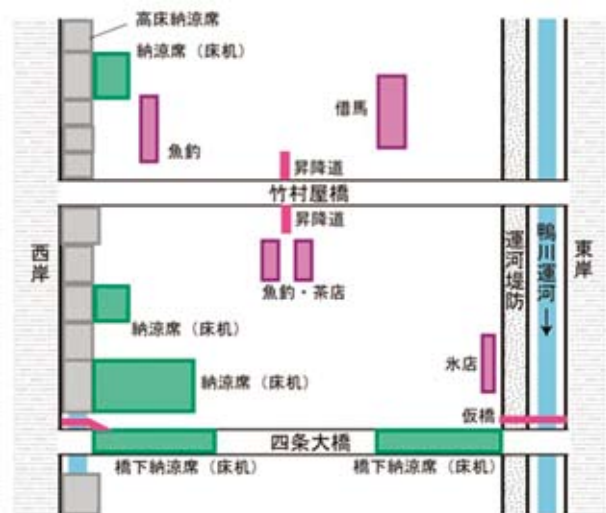 高床納涼席
納涼席（床机）
借馬
魚釣
昇降道
竹村屋橋
昇降道
西岸
運河堤防
鴨川運河
↓
東岸
魚釣・茶店
納涼席（床机）
氷店
納涼席（床机）
仮橋
四条大橋
橋下納涼席（床机）
橋下納涼席（床机）